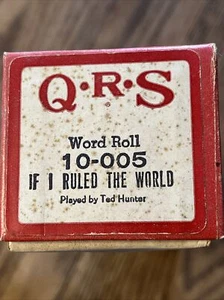 Q·R·S
Word Roll
10-005
IF I RULED THE WORLD
Played by Ted Hunter